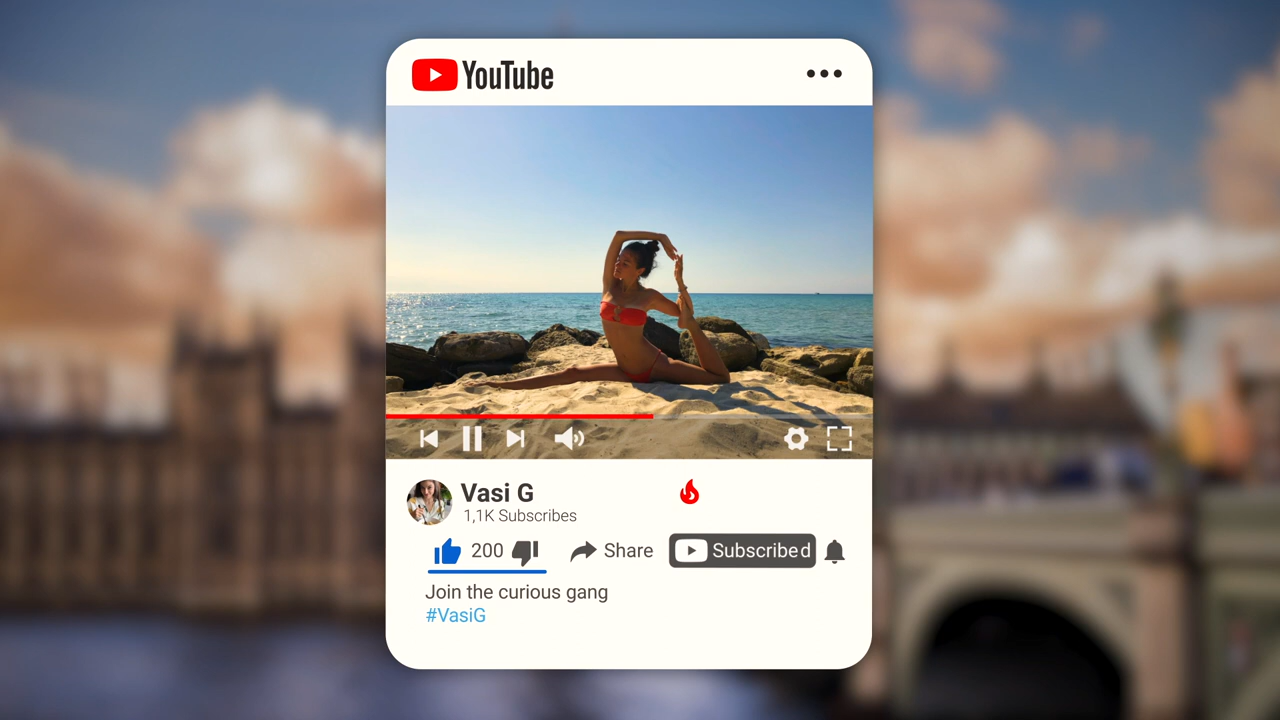 YouTube
Vasi G
1,1K Subscribes
200 Share Subscribed
Join the curious gang
#VasiG